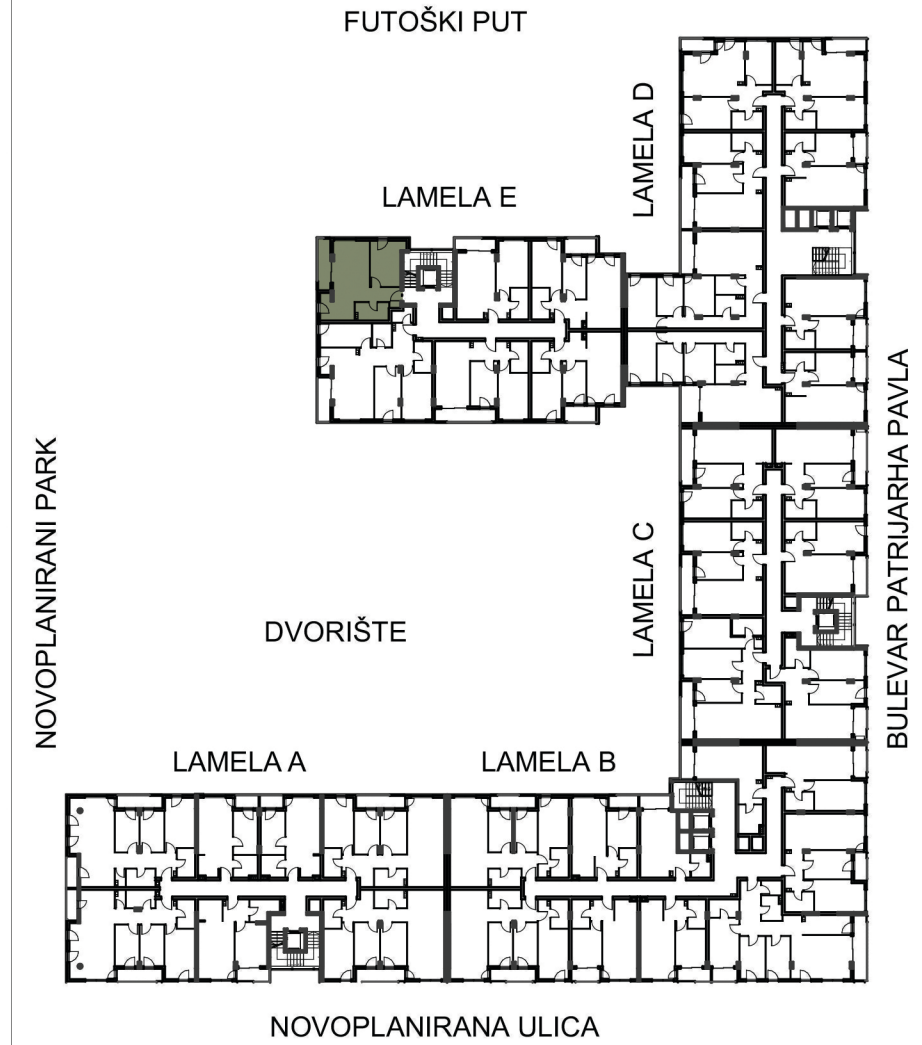 FUTOŠKI PUT
LAMELA D
LAMELA E
NOVOPLANIRANI PARK
DVORIŠTE
LAMELA C
BULEVAR PATRIJARHA PAVLA
LAMELA A
LAMELA B
NOVOPLANIRANA ULICA